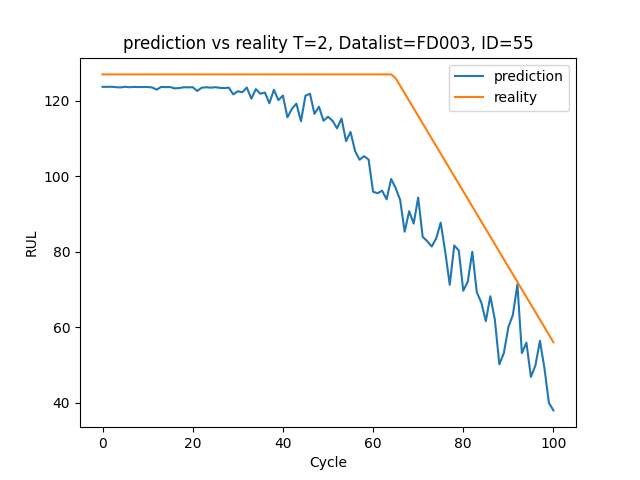 prediction vs reality T=2, Datalist=FD003, ID=55
prediction
reality
120
100
80
60
40
RUL
0 20 40 60 80 100
Cycle